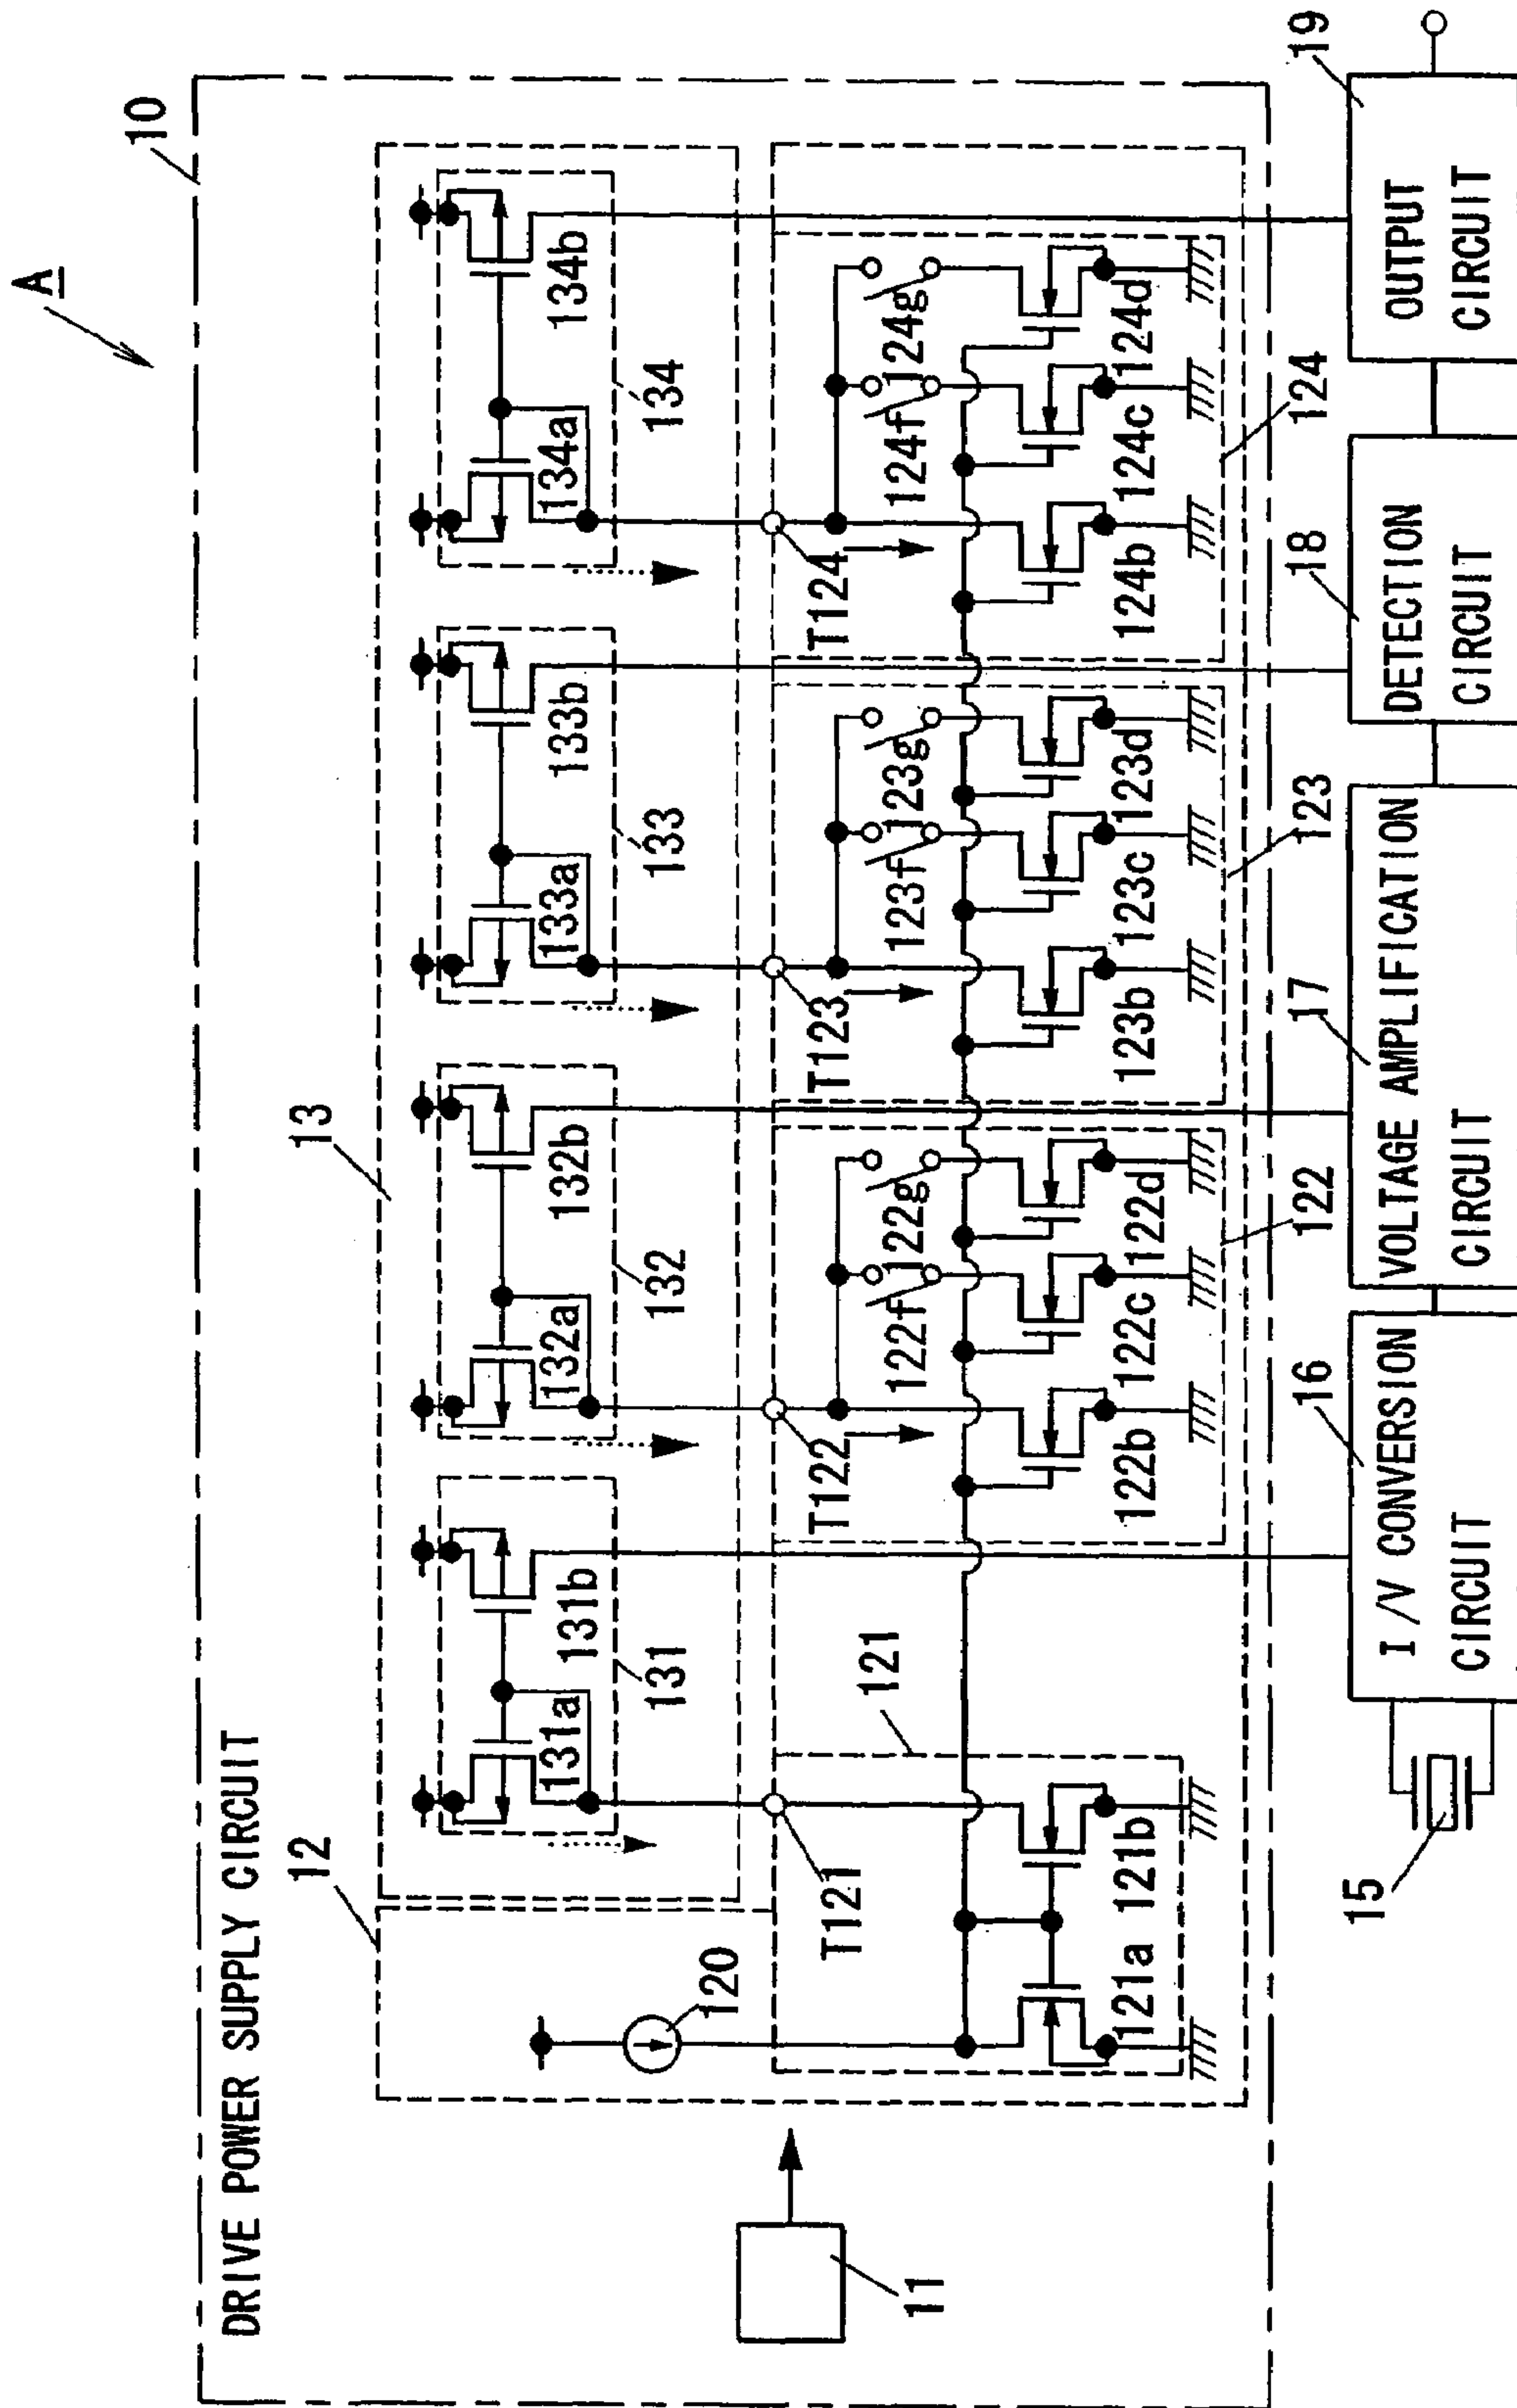 A
10
DRIVE POWER SUPPLY CIRCUIT
12
13
131a
131b
132a
132b
133a
133b
134a
134b
131
132
133
134
120
T121
121
T122
T123
T124
122f
122g
123f
123g
124f
124g
11
121a
121b
122b
122c
122d
123b
123c
123d
124b
124c
124d
122
123
124
15
16
17
18
19
I/V CONVERSION
CIRCUIT
VOLTAGE AMPLIFICATION
CIRCUIT
DETECTION
CIRCUIT
OUTPUT
CIRCUIT